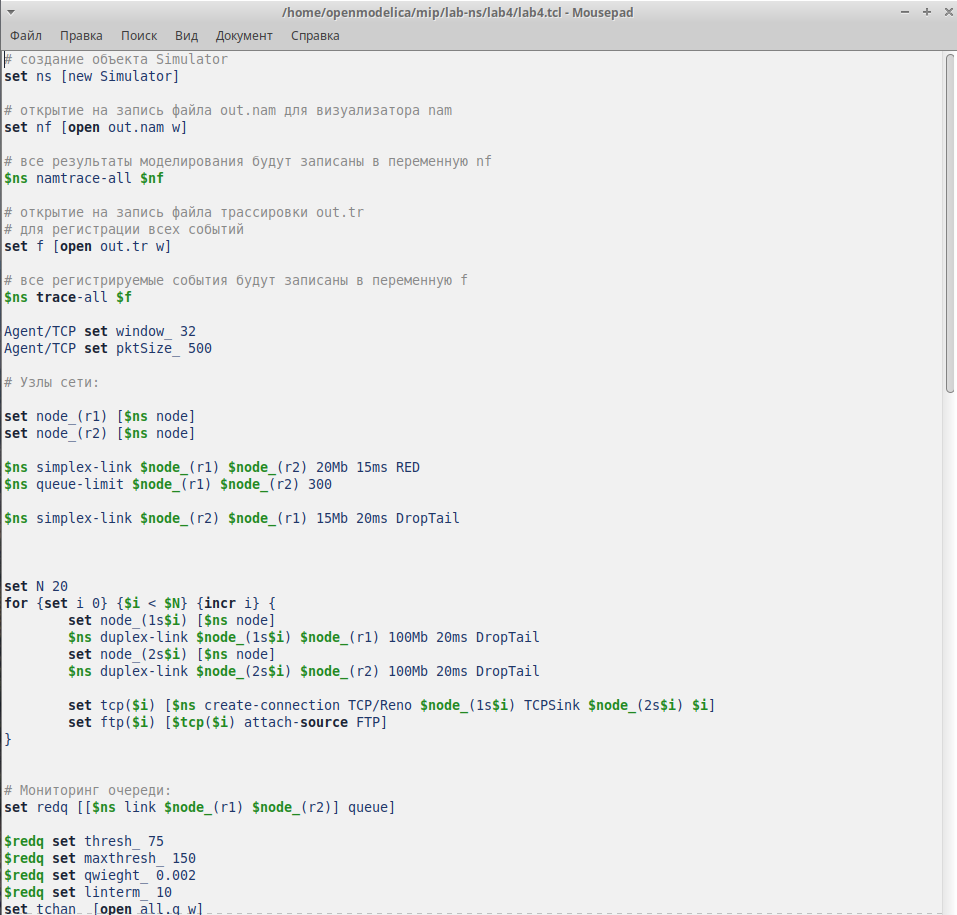 /home/openmodelica/mip/lab-ns/lab4/lab4.tcl - Mousepad
Файл Правка Поиск Вид Документ Справка
# создание объекта Simulator
set ns [new Simulator]
# открытие на запись файла out.nam для визуализатора nam
set nf [open out.nam w]
# все результаты моделирования будут записаны в переменную nf
$ns namtrace-all $nf
# открытие на запись файла трассировки out.tr
# для регистрации всех событий
set f [open out.tr w]
# все регистрируемые события будут записаны в переменную f
$ns trace-all $f
Agent/TCP set window_ 32
Agent/TCP set pktSize_ 500
# Узлы сети:
set node_(r1) [$ns node]
set node_(r2) [$ns node]
$ns simplex-link $node_(r1) $node_(r2) 20Mb 15ms RED
$ns queue-limit $node_(r1) $node_(r2) 300
$ns simplex-link $node_(r2) $node_(r1) 15Mb 20ms DropTail
set N 20
for {set i 0} {$i < $N} {incr i} {
set node_(1s$i) [$ns node]
$ns duplex-link $node_(1s$i) $node_(r1) 100Mb 20ms DropTail
set node_(2s$i) [$ns node]
$ns duplex-link $node_(2s$i) $node_(r2) 100Mb 20ms DropTail
set tcp($i) [$ns create-connection TCP/Reno $node_(1s$i) TCPSink $node_(2s$i) $i]
set ftp($i) [$tcp($i) attach-source FTP]
}
# Мониторинг очереди:
set redq [[$ns link $node_(r1) $node_(r2)] queue]
$redq set thresh_ 75
$redq set maxthresh_ 150
$redq set qwieght_ 0.002
$redq set linterm_ 10
set tchan_ [open all.q w]